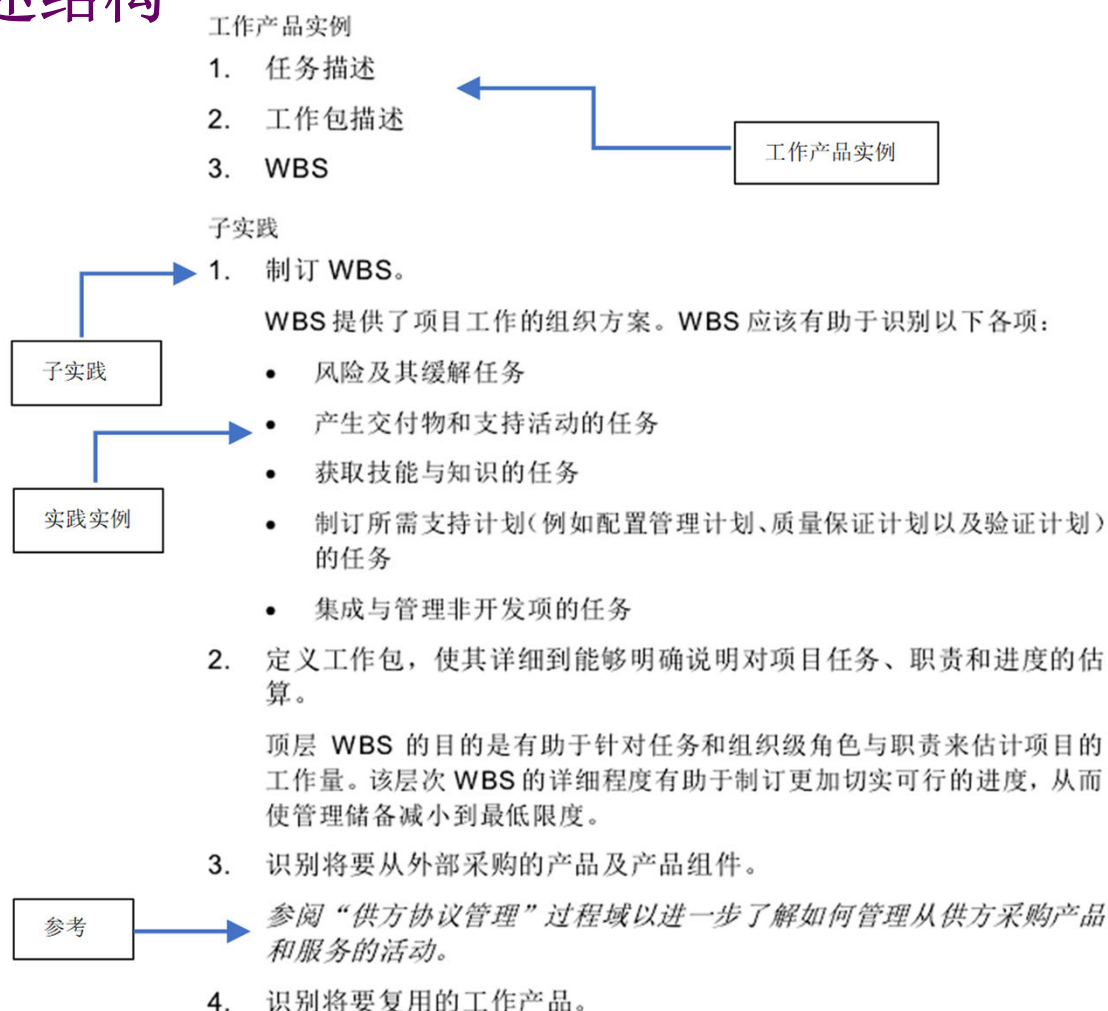 述结构
工作产品实例
1. 任务描述
2. 工作包描述
3. WBS
工作产品实例
子实践
1. 制订 WBS。
WBS 提供了项目工作的组织方案。WBS 应该有助于识别以下各项：
子实践
• 风险及其缓解任务
• 产生交付物和支持活动的任务
• 获取技能与知识的任务
实践实例
• 制订所需支持计划（例如配置管理计划、质量保证计划以及验证计划）
的任务
• 集成与管理非开发项的任务
2. 定义工作包，使其详细到能够明确说明对项目任务、职责和进度的估
算。
顶层 WBS 的目的是有助于针对任务和组织级角色与职责来估计项目的
工作量。该层次 WBS 的详细程度有助于制订更加切实可行的进度，从而
使管理储备减小到最低限度。
3. 识别将要从外部采购的产品及产品组件。
参考
参阅“供方协议管理”过程域以进一步了解如何管理从供方采购产品
和服务的活动。
4. 识别将要复用的工作产品。